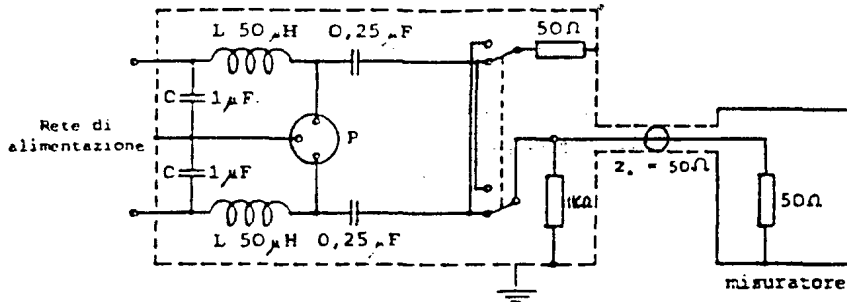 L 50 μH 0,25 μF
50Ω
C 1 μF.
Rete di
alimentazione
P
C 1 μF
Z₀ = 50Ω
1KΩ
50Ω
L 50 μH 0,25 μF
misuratore